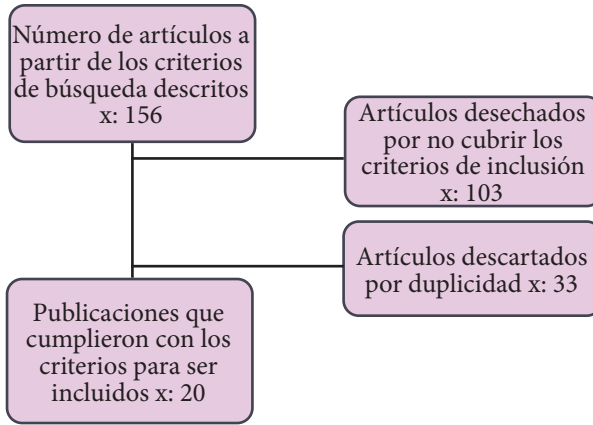 Número de artículos a
partir de los criterios
de búsqueda descritos
x: 156
Artículos desechados
por no cubrir los
criterios de inclusión
x: 103
Artículos descartados
por duplicidad x: 33
Publicaciones que
cumplieron con los
criterios para ser
incluidos x: 20